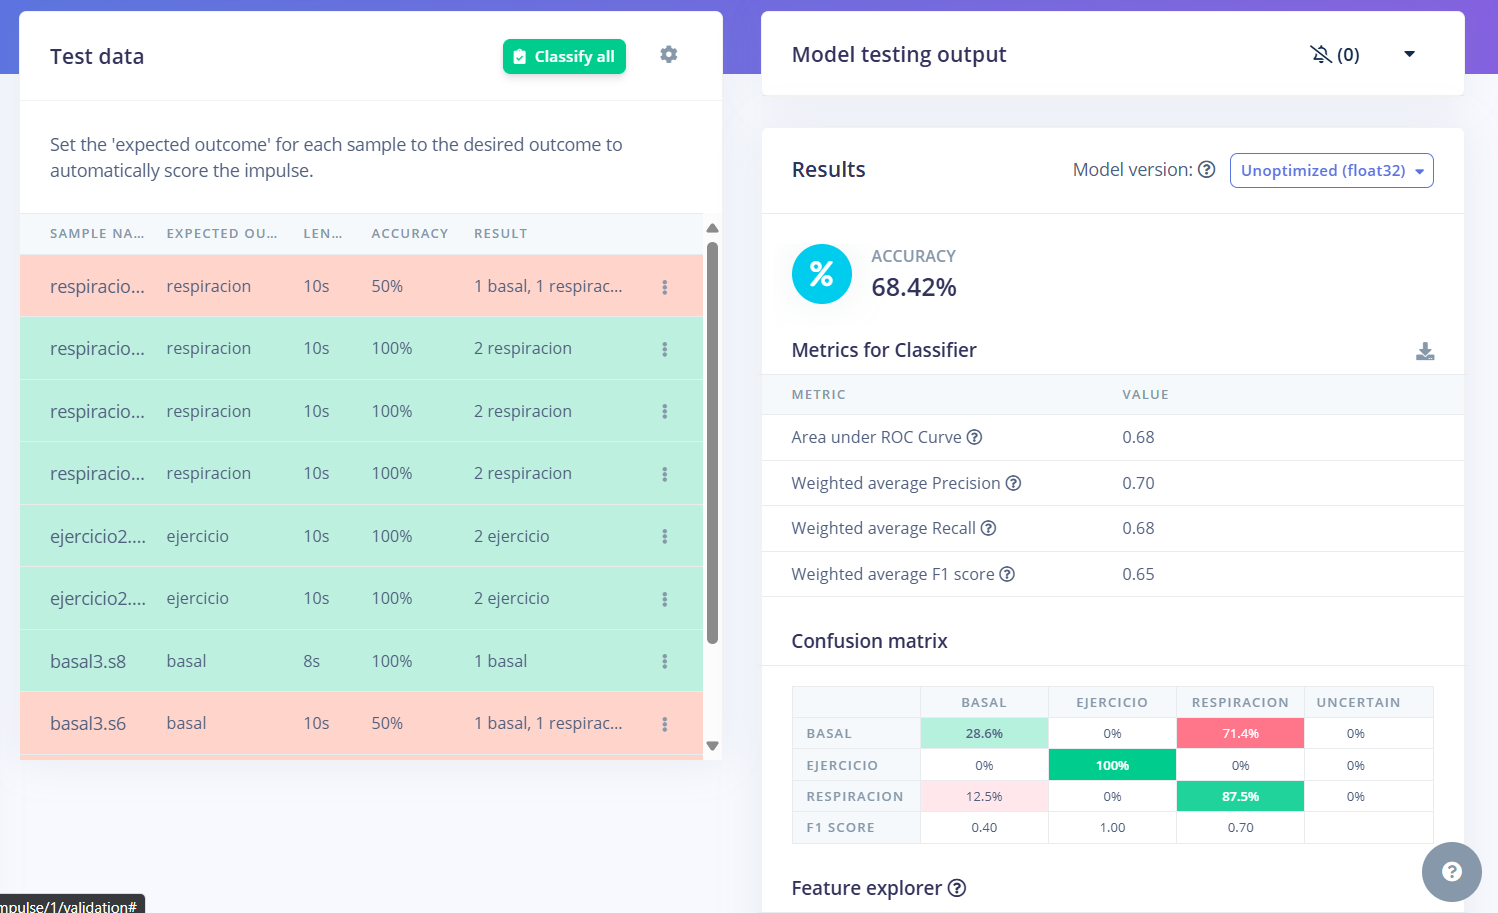 Test data
Classify all
Set the 'expected outcome' for each sample to the desired outcome to
automatically score the impulse.
SAMPLE NA... EXPECTED OU... LEN... ACCURACY RESULT
respiracio... respiracion 10s 50% 1 basal, 1 respirac...
respiracio... respiracion 10s 100% 2 respiracion
respiracio... respiracion 10s 100% 2 respiracion
respiracio... respiracion 10s 100% 2 respiracion
ejercicio2.... ejercicio 10s 100% 2 ejercicio
ejercicio2.... ejercicio 10s 100% 2 ejercicio
basal3.s8 basal 8s 100% 1 basal
basal3.s6 basal 10s 50% 1 basal, 1 respirac...
Model testing output
(0)
Results
Model version: ? Unoptimized (float32)
%
ACCURACY
68.42%
Metrics for Classifier
METRIC VALUE
Area under ROC Curve ? 0.68
Weighted average Precision ? 0.70
Weighted average Recall ? 0.68
Weighted average F1 score ? 0.65
Confusion matrix
BASAL EJERCICIO RESPIRACION UNCERTAIN
BASAL 28.6% 0% 71.4% 0%
EJERCICIO 0% 100% 0% 0%
RESPIRACION 12.5% 0% 87.5% 0%
F1 SCORE 0.40 1.00 0.70
Feature explorer ?
?
mpulse/1/validation#